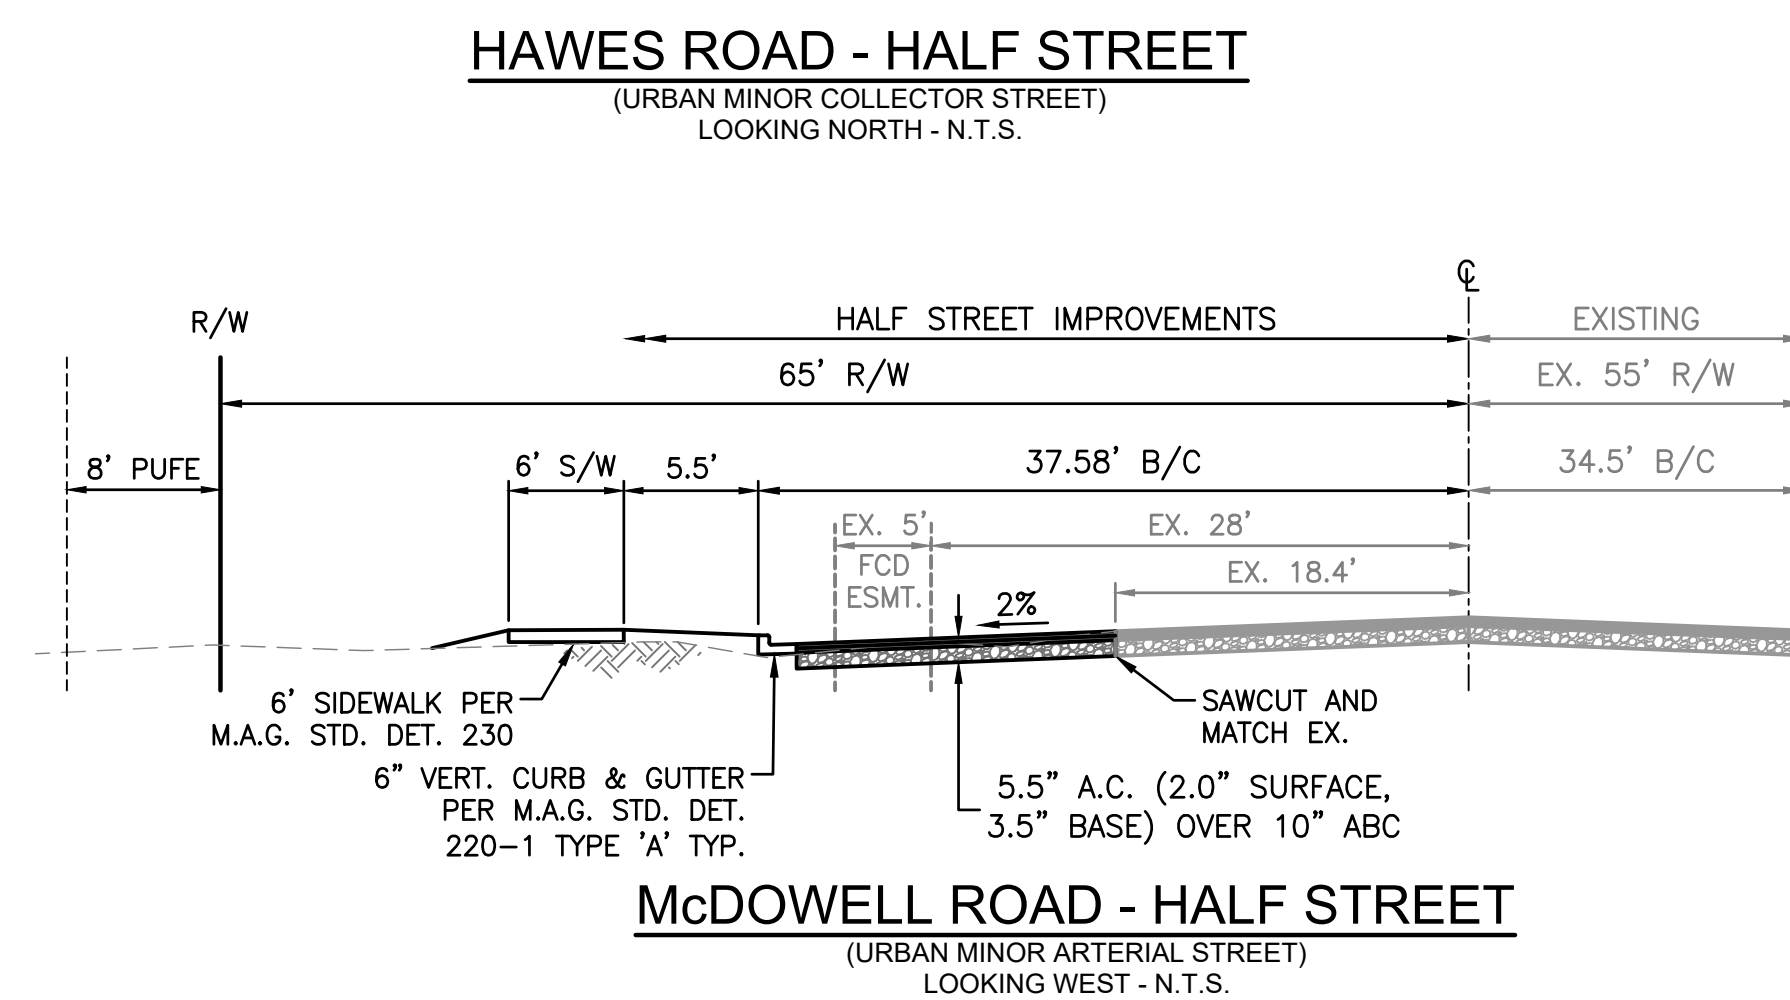 HAWES ROAD - HALF STREET
(URBAN MINOR COLLECTOR STREET)
LOOKING NORTH - N.T.S.
℄
R/W
HALF STREET IMPROVEMENTS
EXISTING
65' R/W
EX. 55' R/W
8' PUFE
6' S/W
5.5'
37.58' B/C
34.5' B/C
EX. 5'
FCD
ESMT.
EX. 28'
EX. 18.4'
2%
6' SIDEWALK PER
M.A.G. STD. DET. 230
SAWCUT AND
MATCH EX.
6" VERT. CURB & GUTTER
PER M.A.G. STD. DET.
220-1 TYPE 'A' TYP.
5.5" A.C. (2.0" SURFACE,
3.5" BASE) OVER 10" ABC
McDOWELL ROAD - HALF STREET
(URBAN MINOR ARTERIAL STREET)
LOOKING WEST - N.T.S.